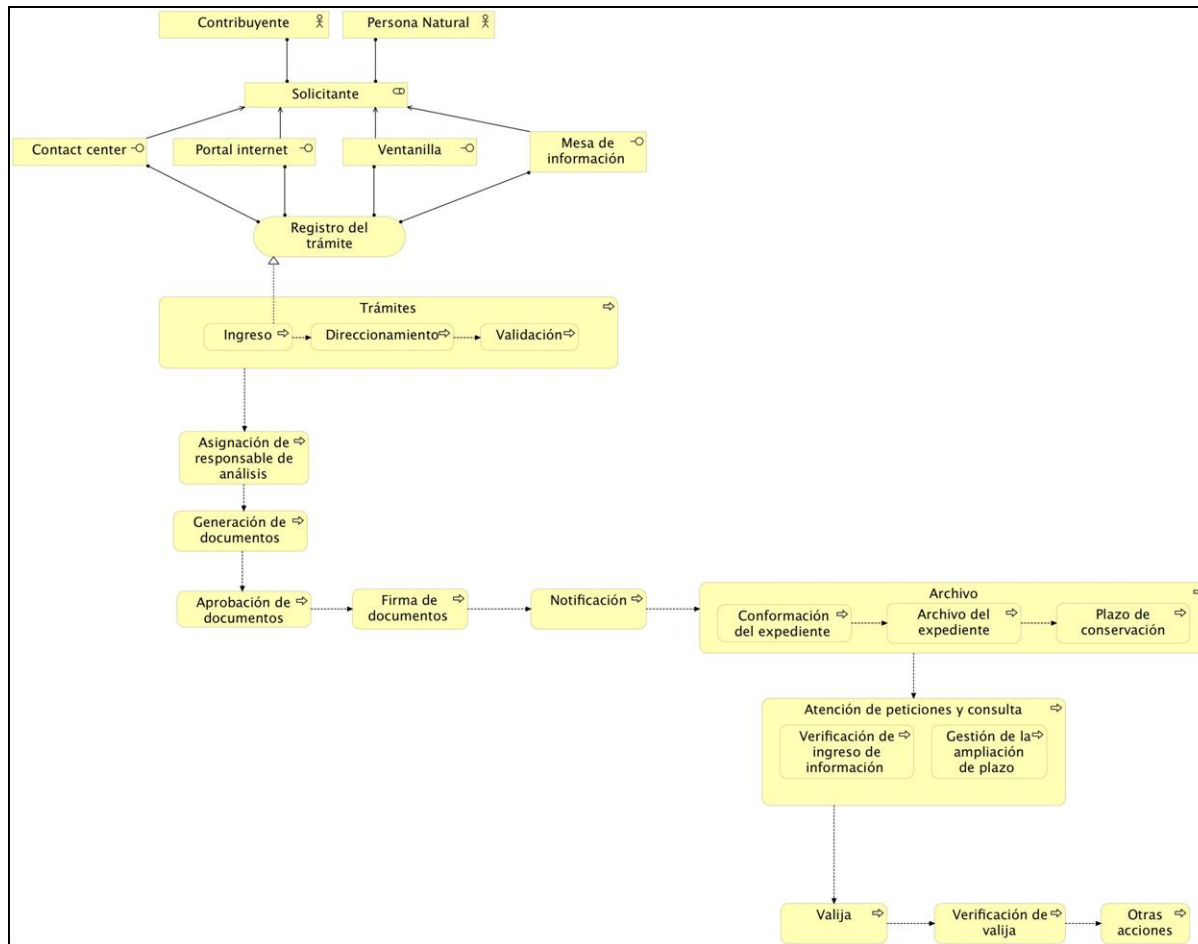 Contribuyente
Persona Natural
Solicitante
Contact center
Portal internet
Ventanilla
Mesa de
información
Registro del
trámite
Trámites
Ingreso
Direccionamiento
Validación
Asignación de
responsable de
análisis
Generación de
documentos
Aprobación de
documentos
Firma de
documentos
Notificación
Archivo
Conformación
del expediente
Archivo del
expediente
Plazo de
conservación
Atención de peticiones y consulta
Verificación de
ingreso de
información
Gestión de la
ampliación
de plazo
Valija
Verificación de
valija
Otras
acciones